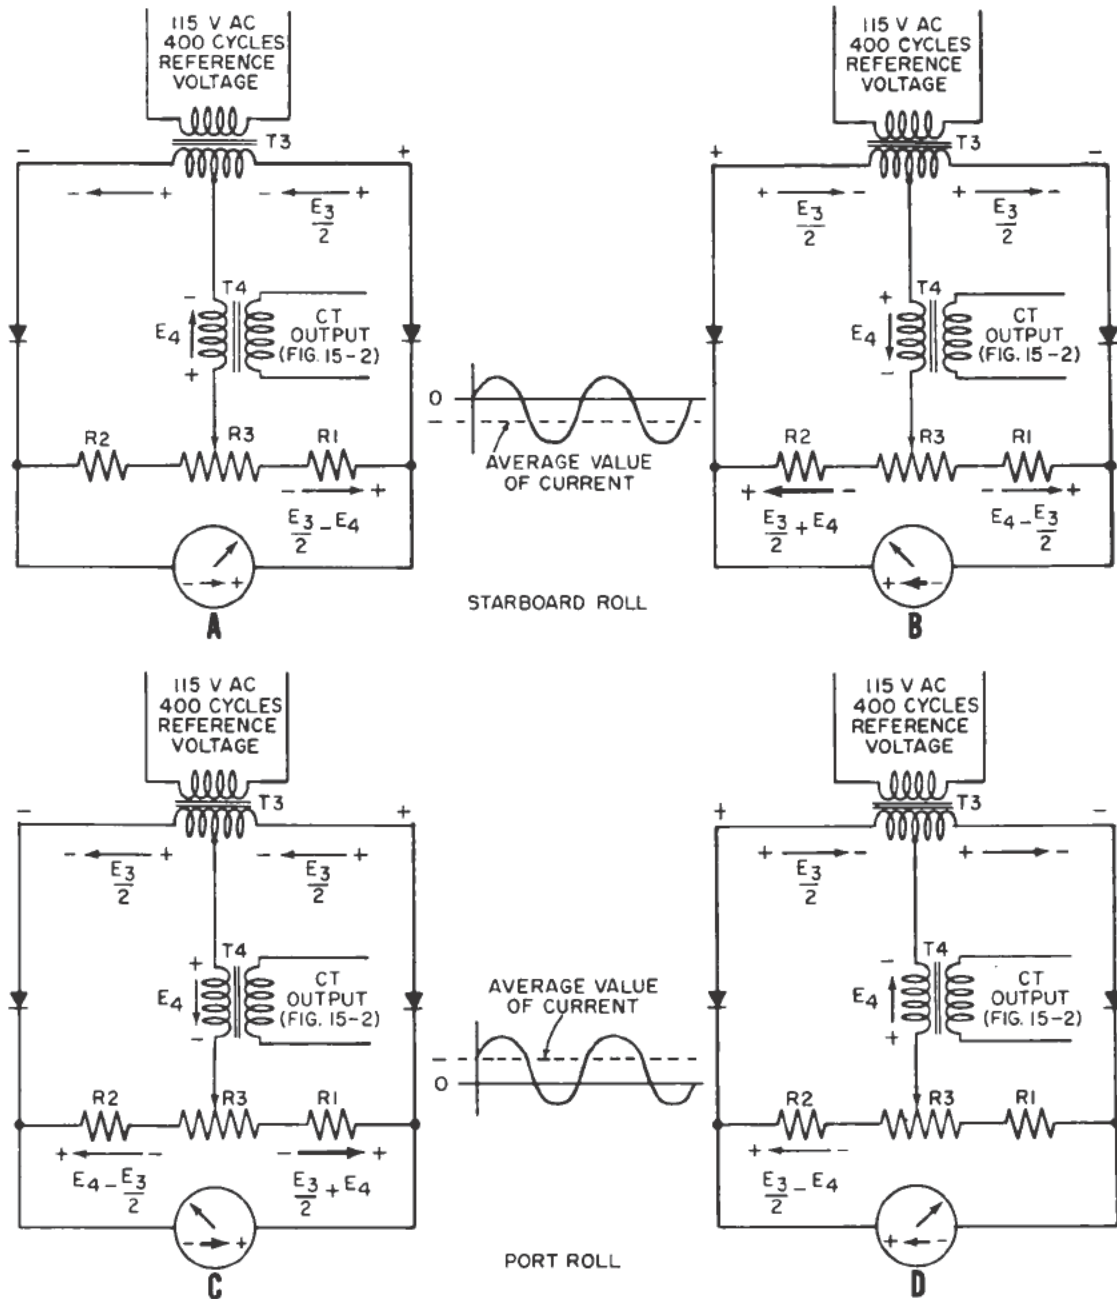 115 V AC
400 CYCLES
REFERENCE
VOLTAGE
T3
- +
- + - +
E3/2
T4
-
E4
+
CT
OUTPUT
(FIG. 15-2)
R2 R3 R1
- +
E3/2 - E4
- +
A
115 V AC
400 CYCLES
REFERENCE
VOLTAGE
T3
+ -
+ - + -
E3/2 E3/2
T4
+
E4
-
CT
OUTPUT
(FIG. 15-2)
R2 R3 R1
+ - - +
E3/2 + E4 E4 - E3/2
+ -
B
0
AVERAGE VALUE
OF CURRENT
STARBOARD ROLL
115 V AC
400 CYCLES
REFERENCE
VOLTAGE
T3
- +
- + - +
E3/2 E3/2
T4
+
E4
-
CT
OUTPUT
(FIG. 15-2)
R2 R3 R1
+ - - +
E4 - E3/2 E3/2 + E4
- +
C
115 V AC
400 CYCLES
REFERENCE
VOLTAGE
T3
+ -
+ - + -
E3/2
T4
-
E4
+
CT
OUTPUT
(FIG. 15-2)
R2 R3 R1
+ -
E3/2 - E4
+ -
D
AVERAGE VALUE
OF CURRENT
0
PORT ROLL